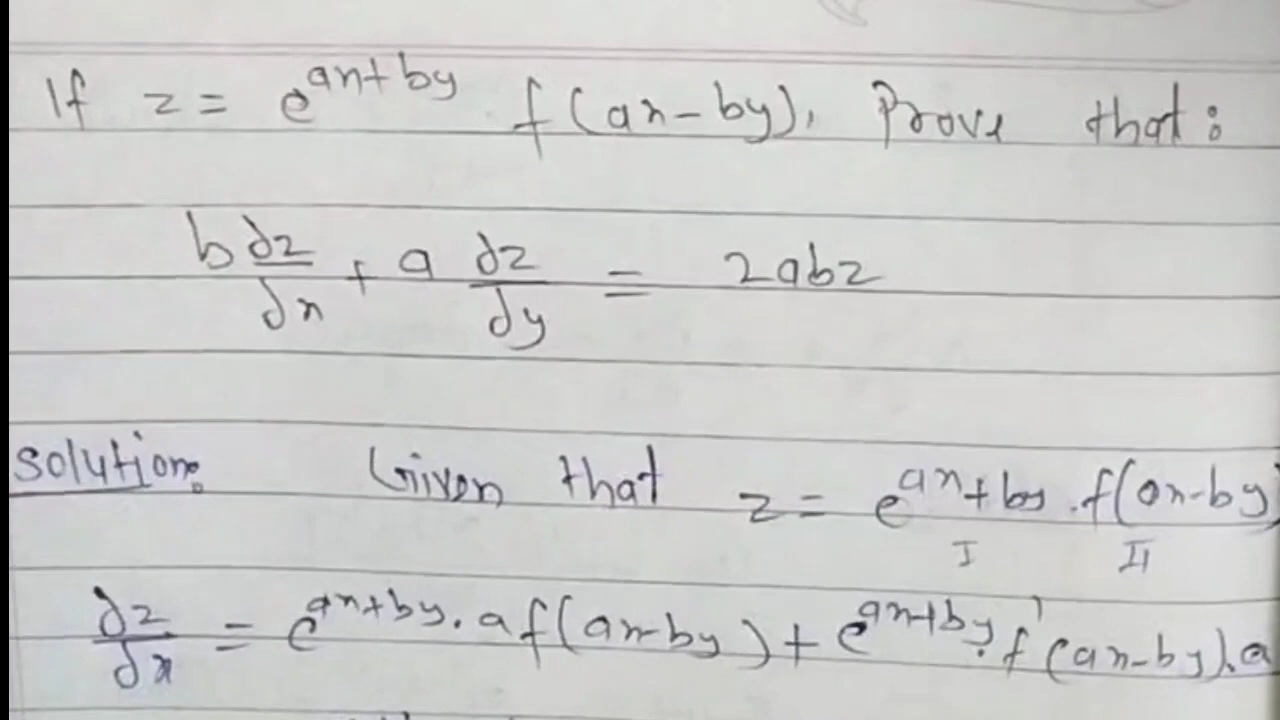 If z = e^{ax+by} f(ax-by), Prove that:
b ∂z/∂x + a ∂z/∂y = 2abz
Solution: Given that z = e^{ax+by} . f(ax-by)
I II
∂z/∂x = e^{ax+by} . a f(ax-by) + e^{ax+by} . f'(ax-by).a